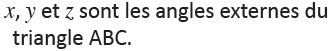 x, y et z sont les angles externes du
triangle ABC.